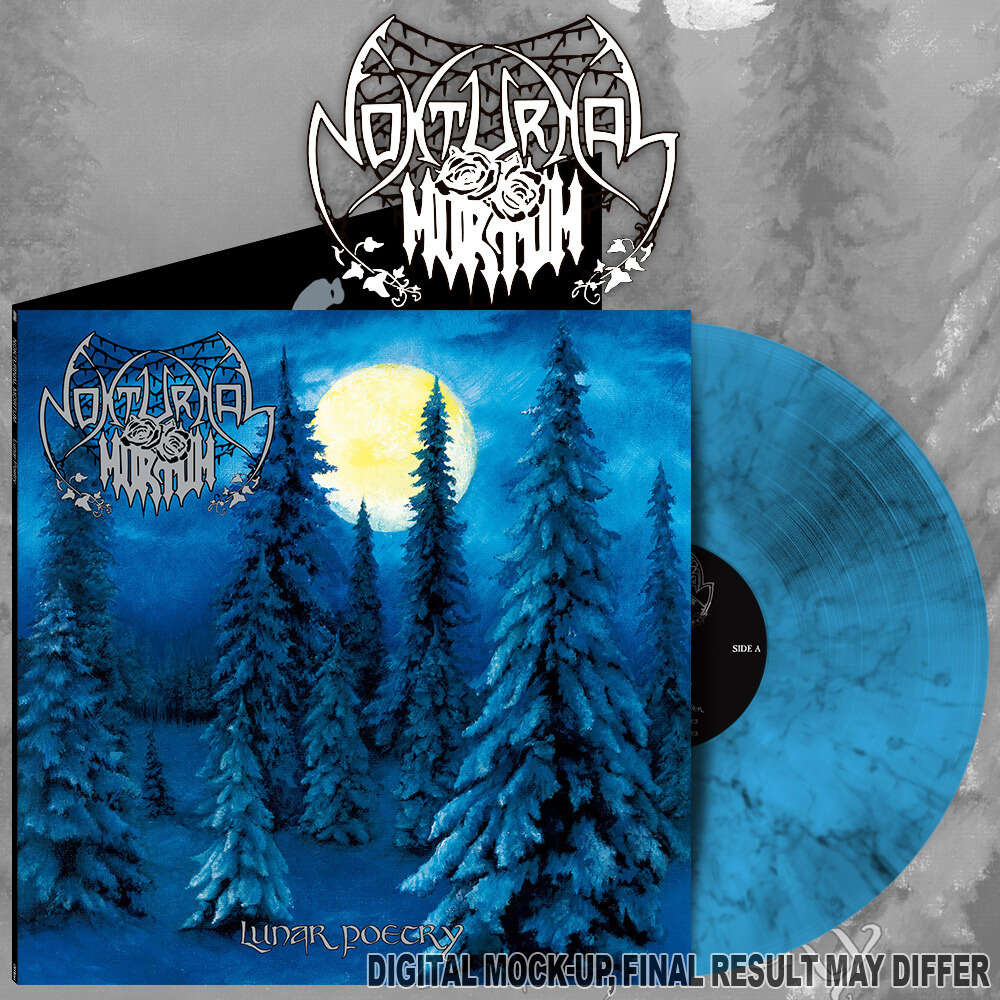 NOKTURNAL
MORTUM
NOKTURNAL
MORTUM
SIDE A
LUNAR POETRY
DIGITAL MOCK-UP, FINAL RESULT MAY DIFFER